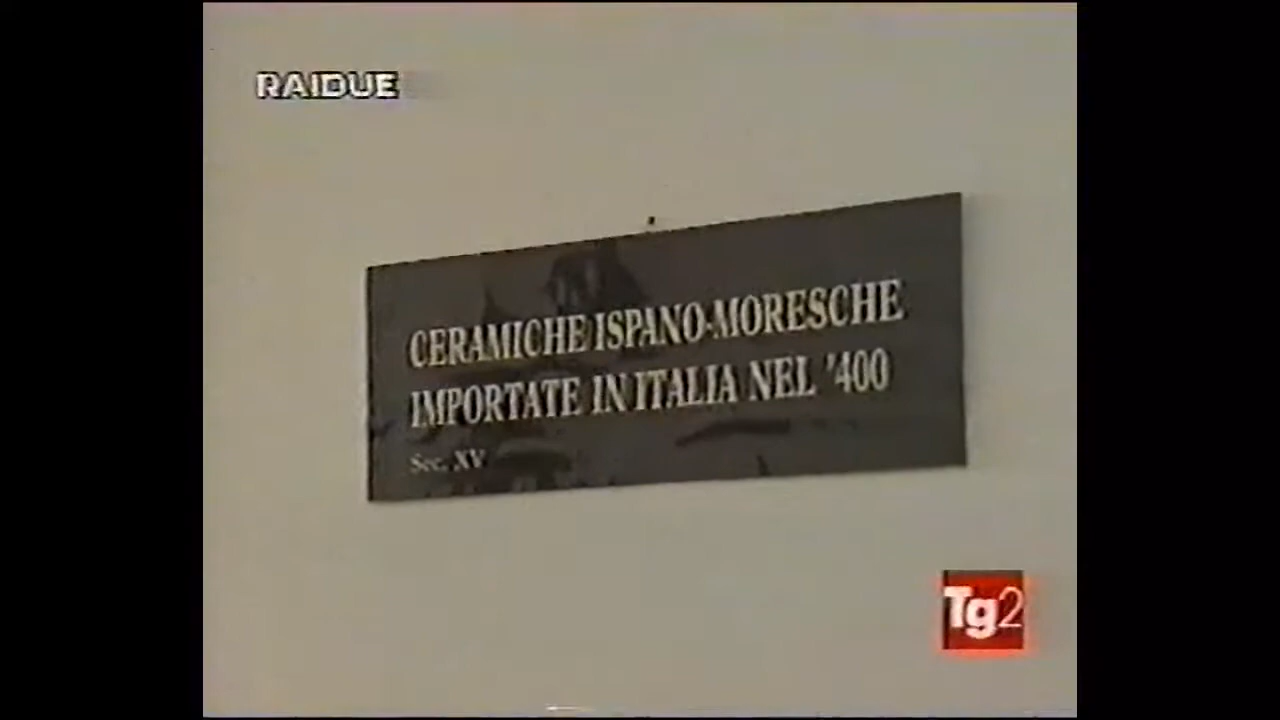 RAIDUE
CERAMICHE ISPANO-MORESCHE
IMPORTATE IN ITALIA NEL '400
Sec. XV
Tg2